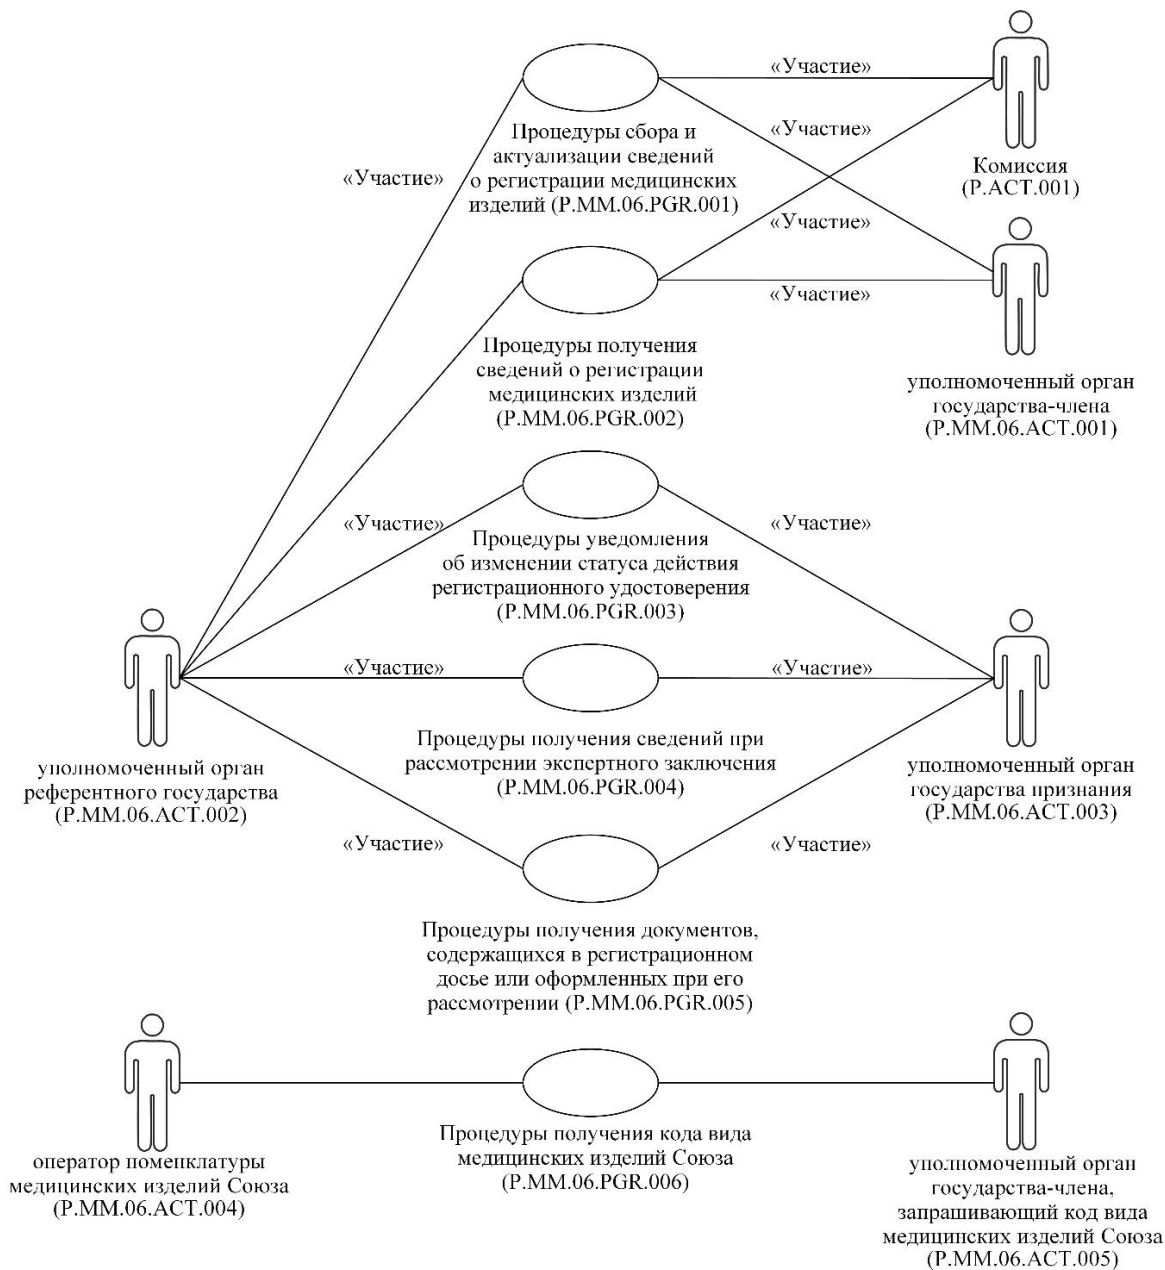 «Участие»
«Участие»
Процедуры сбора и
актуализации сведений
о регистрации медицинских
изделий (P.MM.06.PGR.001)
Комиссия
(P.ACT.001)
«Участие»
«Участие»
«Участие»
Процедуры получения
сведений о регистрации
медицинских изделий
(P.MM.06.PGR.002)
уполномоченный орган
государства-члена
(P.MM.06.ACT.001)
«Участие»
«Участие»
Процедуры уведомления
об изменении статуса действия
регистрационного удостоверения
(P.MM.06.PGR.003)
«Участие»
«Участие»
Процедуры получения сведений при
рассмотрении экспертного заключения
(P.MM.06.PGR.004)
уполномоченный орган
референтного государства
(P.MM.06.ACT.002)
уполномоченный орган
государства признания
(P.MM.06.ACT.003)
«Участие»
«Участие»
Процедуры получения документов,
содержащихся в регистрационном
досье или оформленных при его
рассмотрении (P.MM.06.PGR.005)
оператор номенклатуры
медицинских изделий Союза
(P.MM.06.ACT.004)
Процедуры получения кода вида
медицинских изделий Союза
(P.MM.06.PGR.006)
уполномоченный орган
государства-члена,
запрашивающий код вида
медицинских изделий Союза
(P.MM.06.ACT.005)